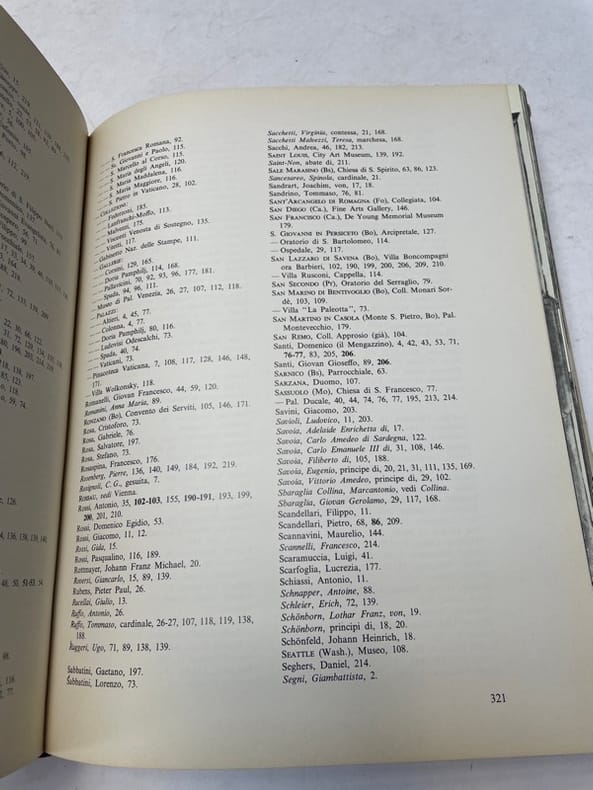 — S. Francesca Romana, 92.
— Ss. Giovanni e Paolo, 115.
— S. Marcello al Corso, 115.
— S. Maria degli Angeli, 120.
— S. Maria Maddalena, 116.
— S. Maria Maggiore, 116.
— S. Pietro in Vaticano, 28, 102.
COLLEZIONI:
— Federzoni, 185.
— Lanfranchi-Moffo, 113.
— Malvezzi, 175.
— Visconti Venosta di Sostegno, 135.
— Vitetti, 117.
— Gabinetto Naz. delle Stampe, 111.
GALLERIE:
— Corsini, 129, 165.
— Doria Pamphilj, 114, 168.
— Pallavicini, 70, 92, 93, 96, 177, 181.
— Spada, 94, 96, 111.
— Museo di Pal. Venezia, 26, 27, 107, 112, 118.
PALAZZI:
— Altieri, 4, 45, 77.
— Colonna, 4, 77.
— Doria Pamphilj, 80, 116.
— Ludovisi Odescalchi, 73.
— Spada, 40, 74.
— Vaticani, 73.
— Pinacoteca Vaticana, 7, 108, 117, 128, 146, 148,
171.
— Villa Wolkonsky, 118.
Romanelli, Giovan Francesco, 44, 59, 120.
Romanini, Anna Maria, 89.
RONZANO (Bo), Convento dei Serviti, 105, 146, 171.
Rosa, Cristoforo, 73.
Rosa, Gabriele, 76.
Rosa, Salvatore, 197.
Rosa, Stefano, 73.
Rosaspina, Francesco, 176.
Rosenberg, Pierre, 136, 140, 149, 184, 192, 219.
Rosignoli, C. G., gesuita, 7.
ROSSAU, vedi Vienna.
Rossi, Antonio, 35, 102-103, 155, 190-191, 193, 199,
200, 201, 210.
Rossi, Domenico Egidio, 53.
Rossi, Giacomo, 11, 12.
Rossi, Gida, 15.
Rossi, Pasqualino, 116, 189.
Rottmayer, Johann Franz Michael, 20.
Roversi, Giancarlo, 15, 89, 139.
Rubens, Pieter Paul, 26.
Rucellai, Giulio, 13.
Ruffo, Antonio, 26.
Ruffo, Tommaso, cardinale, 26-27, 107, 118, 119, 138,
188.
Ruggeri, Ugo, 71, 89, 138, 139.
Sabbatini, Gaetano, 197.
Sabbatini, Lorenzo, 73.
Sacchetti, Virginia, contessa, 21, 168.
Sacchetti Malvezzi, Teresa, marchesa, 168.
Sacchi, Andrea, 46, 182, 213.
SAINT LOUIS, City Art Museum, 139, 192.
Saint-Non, abate di, 211.
SALE MARASINO (Bs), Chiesa di S. Spirito, 63, 86, 123.
Sancesareo, Spinola, cardinale, 21.
Sandrart, Joachim, von, 17, 18.
Sandrino, Tommaso, 76, 81.
SANT'ARCANGELO DI ROMAGNA (Fo), Collegiata, 104.
SAN DIEGO (Ca.), Fine Arts Gallery, 146.
SAN FRANCISCO (Ca.), De Young Memorial Museum
179.
S. GIOVANNI IN PERSICETO (Bo), Arcipretale, 127.
— Oratorio di S. Bartolomeo, 114.
— Ospedale, 29, 117.
SAN LAZZARO DI SAVENA (Bo), Villa Boncompagni
ora Barbieri, 102, 190, 199, 200, 206, 209, 210.
— Villa Rusconi, Cappella, 114.
SAN SECONDO (Pr), Oratorio del Serraglio, 79.
SAN MARINO DI BENTIVOGLIO (Bo), Coll. Monari Sar-
dè, 103, 109.
— Villa "La Paleotta", 73.
SAN MARTINO IN CASOLA (Monte S. Pietro, Bo), Pal.
Montevecchio, 179.
SAN REMO, Coll. Approsio (già), 104.
Santi, Domenico (il Mengazzino), 4, 42, 43, 53, 71,
76-77, 83, 205, 206.
Santi, Giovan Gioseffo, 89, 206.
SARNICO (Bs), Parrocchiale, 63.
SARZANA, Duomo, 107.
SASSUOLO (Mo), Chiesa di S. Francesco, 77.
— Pal. Ducale, 40, 44, 74, 76, 77, 195, 213, 214.
Savini, Giacomo, 203.
Savioli, Ludovico, 11, 203.
Savoia, Adelaide Enrichetta di, 17.
Savoia, Carlo Amedeo di Sardegna, 122.
Savoia, Carlo Emanuele III di, 31, 108, 146.
Savoia, Filiberto di, 105, 188.
Savoia, Eugenio, principe di, 20, 21, 31, 111, 135, 169.
Savoia, Vittorio Amedeo, principe di, 29, 102.
Sbaraglia Collina, Marcantonio, vedi Collina.
Sbaraglia, Giovan Gerolamo, 29, 117, 168.
Scandellari, Filippo, 11.
Scandellari, Pietro, 68, 86, 209.
Scannavini, Maurelio, 144.
Scannelli, Francesco, 214.
Scaramuccia, Luigi, 41.
Scarfoglia, Lucrezia, 177.
Schiassi, Antonio, 11.
Schnapper, Antoine, 88.
Schleier, Erich, 72, 139.
Schönborn, Lothar Franz, von, 19.
Schönborn, principi di, 18, 20.
Schönfeld, Johann Heinrich, 18.
SEATTLE (Wash.), Museo, 108.
Seghers, Daniel, 214.
Segni, Giambattista, 2.
321